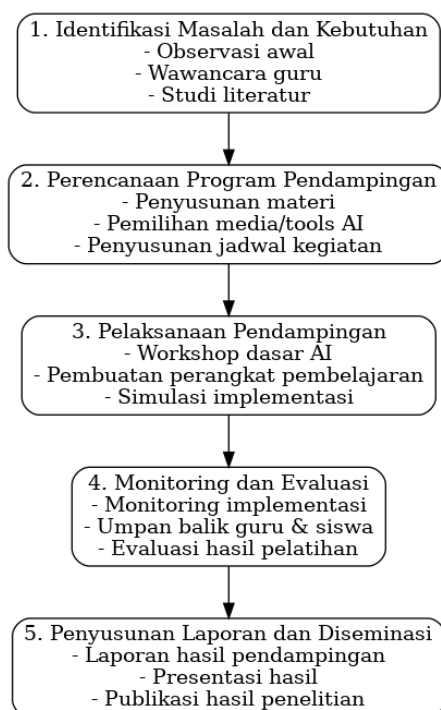 1. Identifikasi Masalah dan Kebutuhan
- Observasi awal
- Wawancara guru
- Studi literatur
2. Perencanaan Program Pendampingan
- Penyusunan materi
- Pemilihan media/tools AI
- Penyusunan jadwal kegiatan
3. Pelaksanaan Pendampingan
- Workshop dasar AI
- Pembuatan perangkat pembelajaran
- Simulasi implementasi
4. Monitoring dan Evaluasi
- Monitoring implementasi
- Umpan balik guru & siswa
- Evaluasi hasil pelatihan
5. Penyusunan Laporan dan Diseminasi
- Laporan hasil pendampingan
- Presentasi hasil
- Publikasi hasil penelitian